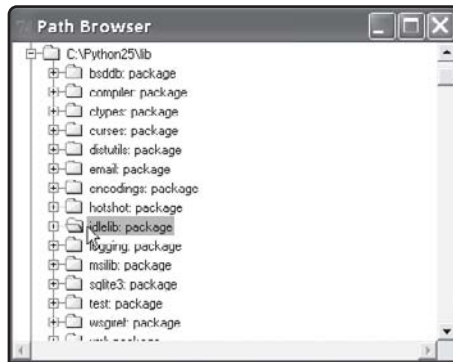 Path Browser
C:\Python25\lib
bsddb: package
compiler: package
ctypes: package
curses: package
distutils: package
email: package
encodings: package
hotshot: package
idlelib: package
logging: package
msilib: package
sqlite3: package
test: package
wsgiref: package